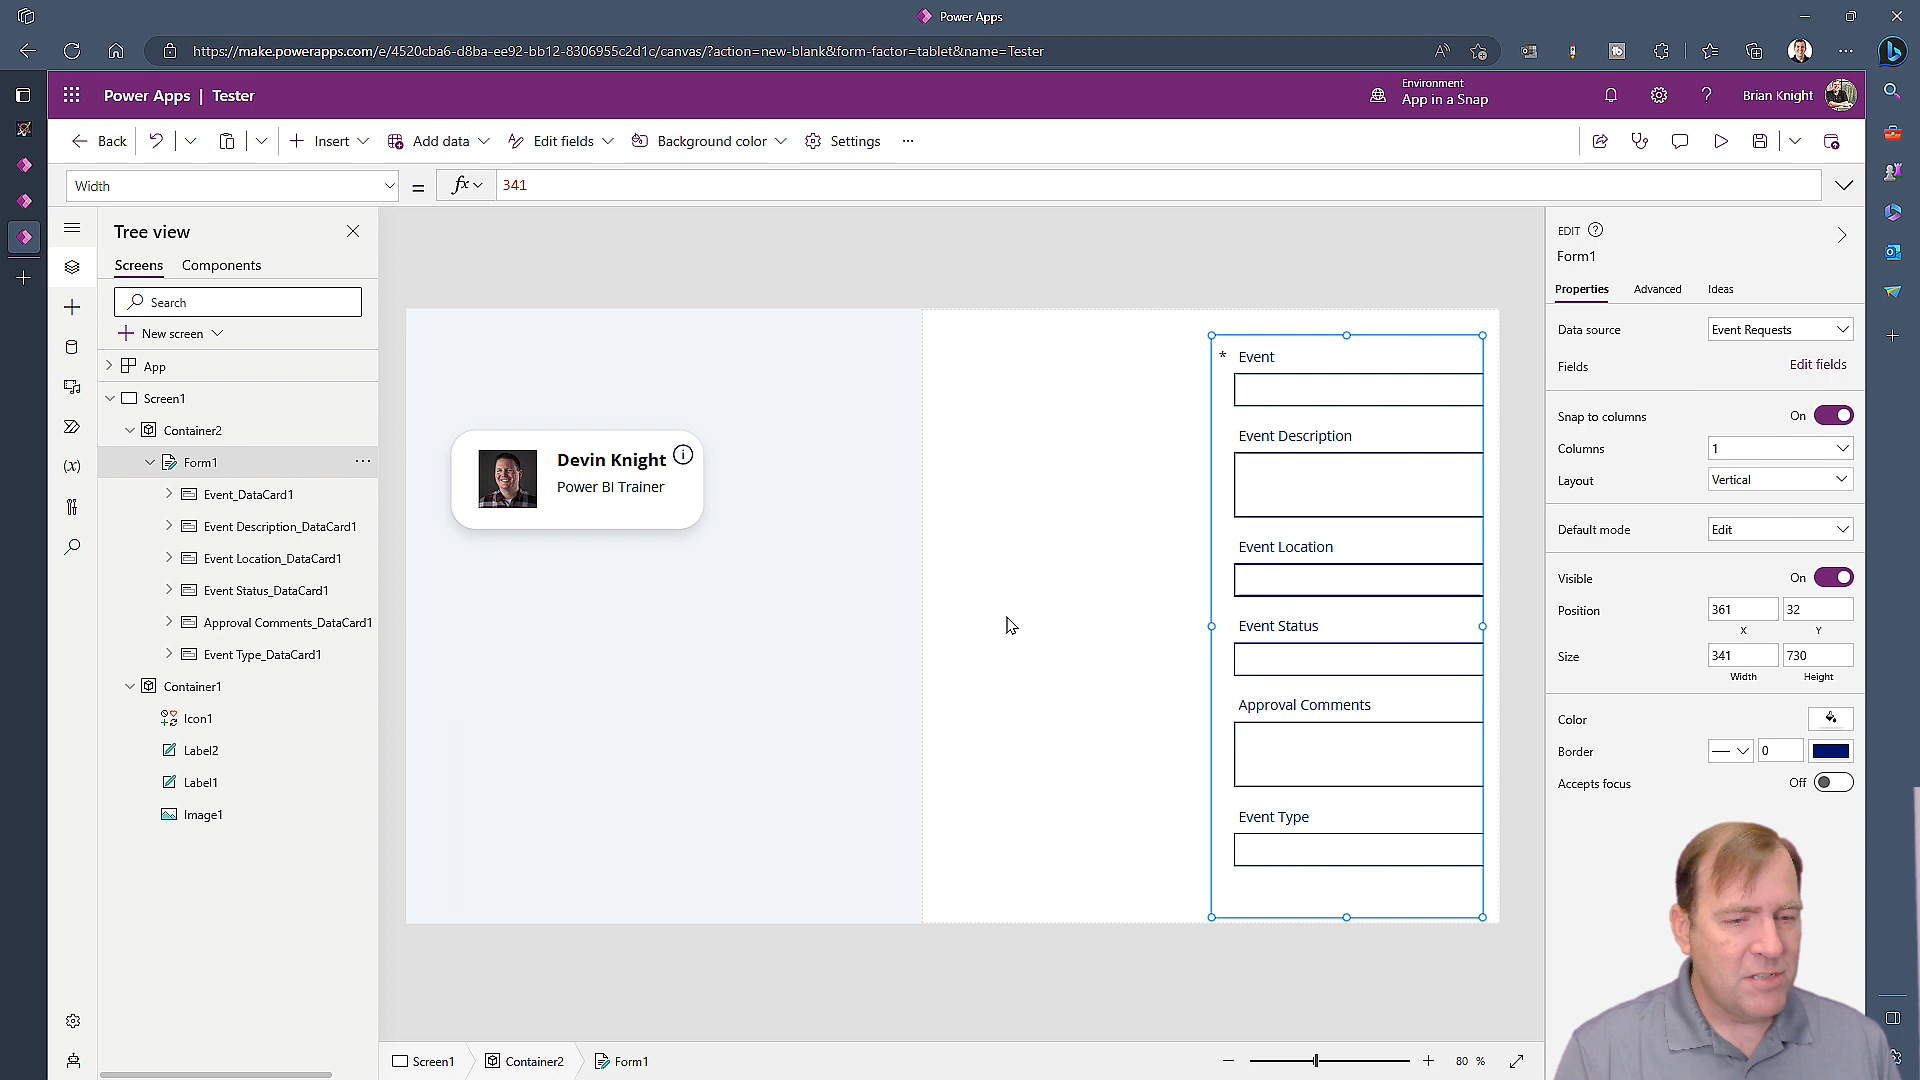 Power Apps
https://make.powerapps.com/e/4520cba6-d8ba-ee92-bb12-8306955c2d1c/canvas/?action=new-blank&form-factor=tablet&name=Tester
Power Apps | Tester
Environment
App in a Snap
Brian Knight
Back
Insert
Add data
Edit fields
Background color
Settings
Width
=
fx
341
Tree view
Screens
Components
Search
New screen
App
Screen1
Container2
Form1
Event_DataCard1
Event Description_DataCard1
Event Location_DataCard1
Event Status_DataCard1
Approval Comments_DataCard1
Event Type_DataCard1
Container1
Icon1
Label2
Label1
Image1
Devin Knight
Power BI Trainer
* Event
Event Description
Event Location
Event Status
Approval Comments
Event Type
EDIT
Form1
Properties
Advanced
Ideas
Data source
Event Requests
Fields
Edit fields
Snap to columns
On
Columns
1
Layout
Vertical
Default mode
Edit
Visible
On
Position
361
32
X
Y
Size
341
730
Width
Height
Color
Border
0
Accepts focus
Off
Screen1
Container2
Form1
80 %